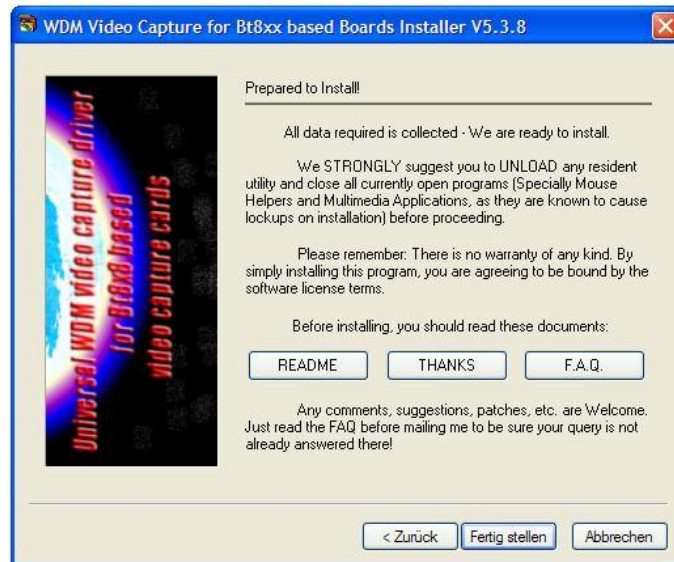 WDM Video Capture for Bt8xx based Boards Installer V5.3.8
Universal WDM video capture driver
for Bt8x8 based
video capture cards
Prepared to Install!
All data required is collected - We are ready to install.
We STRONGLY suggest you to UNLOAD any resident
utility and close all currently open programs (Specially Mouse
Helpers and Multimedia Applications, as they are known to cause
lockups on installation) before proceeding.
Please remember: There is no warranty of any kind. By
simply installing this program, you are agreeing to be bound by the
software license terms.
Before installing, you should read these documents:
README THANKS F.A.Q.
Any comments, suggestions, patches, etc. are Welcome.
Just read the FAQ before mailing me to be sure your query is not
already answered there!
< Zurück Fertig stellen Abbrechen